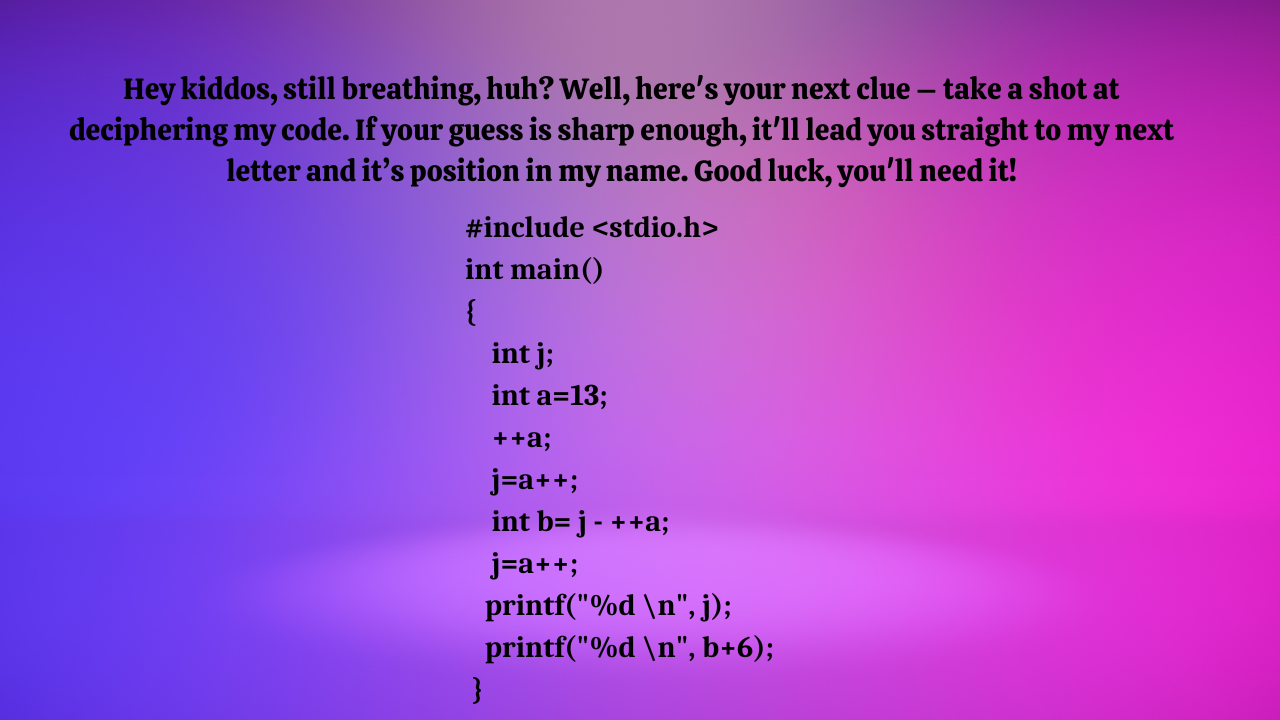 Hey kiddos, still breathing, huh? Well, here's your next clue – take a shot at
deciphering my code. If your guess is sharp enough, it'll lead you straight to my next
letter and it’s position in my name. Good luck, you'll need it!
#include <stdio.h>
int main()
{
int j;
int a=13;
++a;
j=a++;
int b= j - ++a;
j=a++;
printf("%d \n", j);
printf("%d \n", b+6);
}